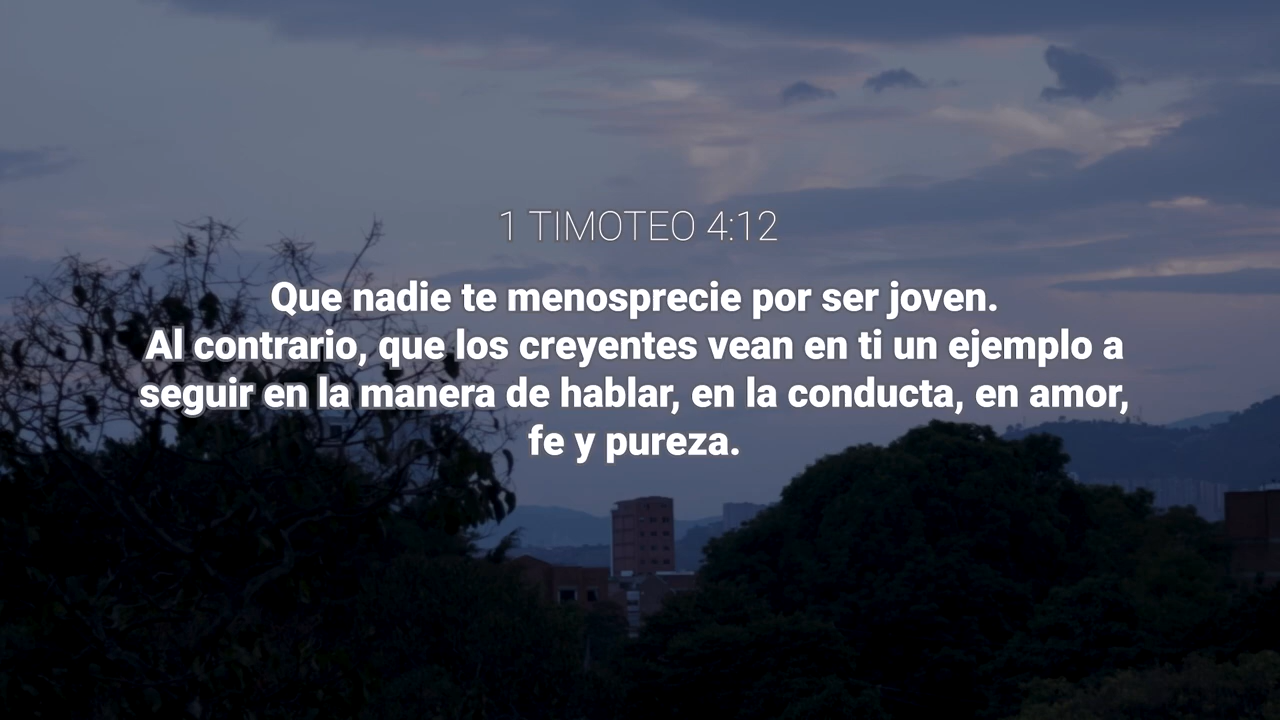 1 TIMOTEO 4:12
Que nadie te menosprecie por ser joven.
Al contrario, que los creyentes vean en ti un ejemplo a
seguir en la manera de hablar, en la conducta, en amor,
fe y pureza.